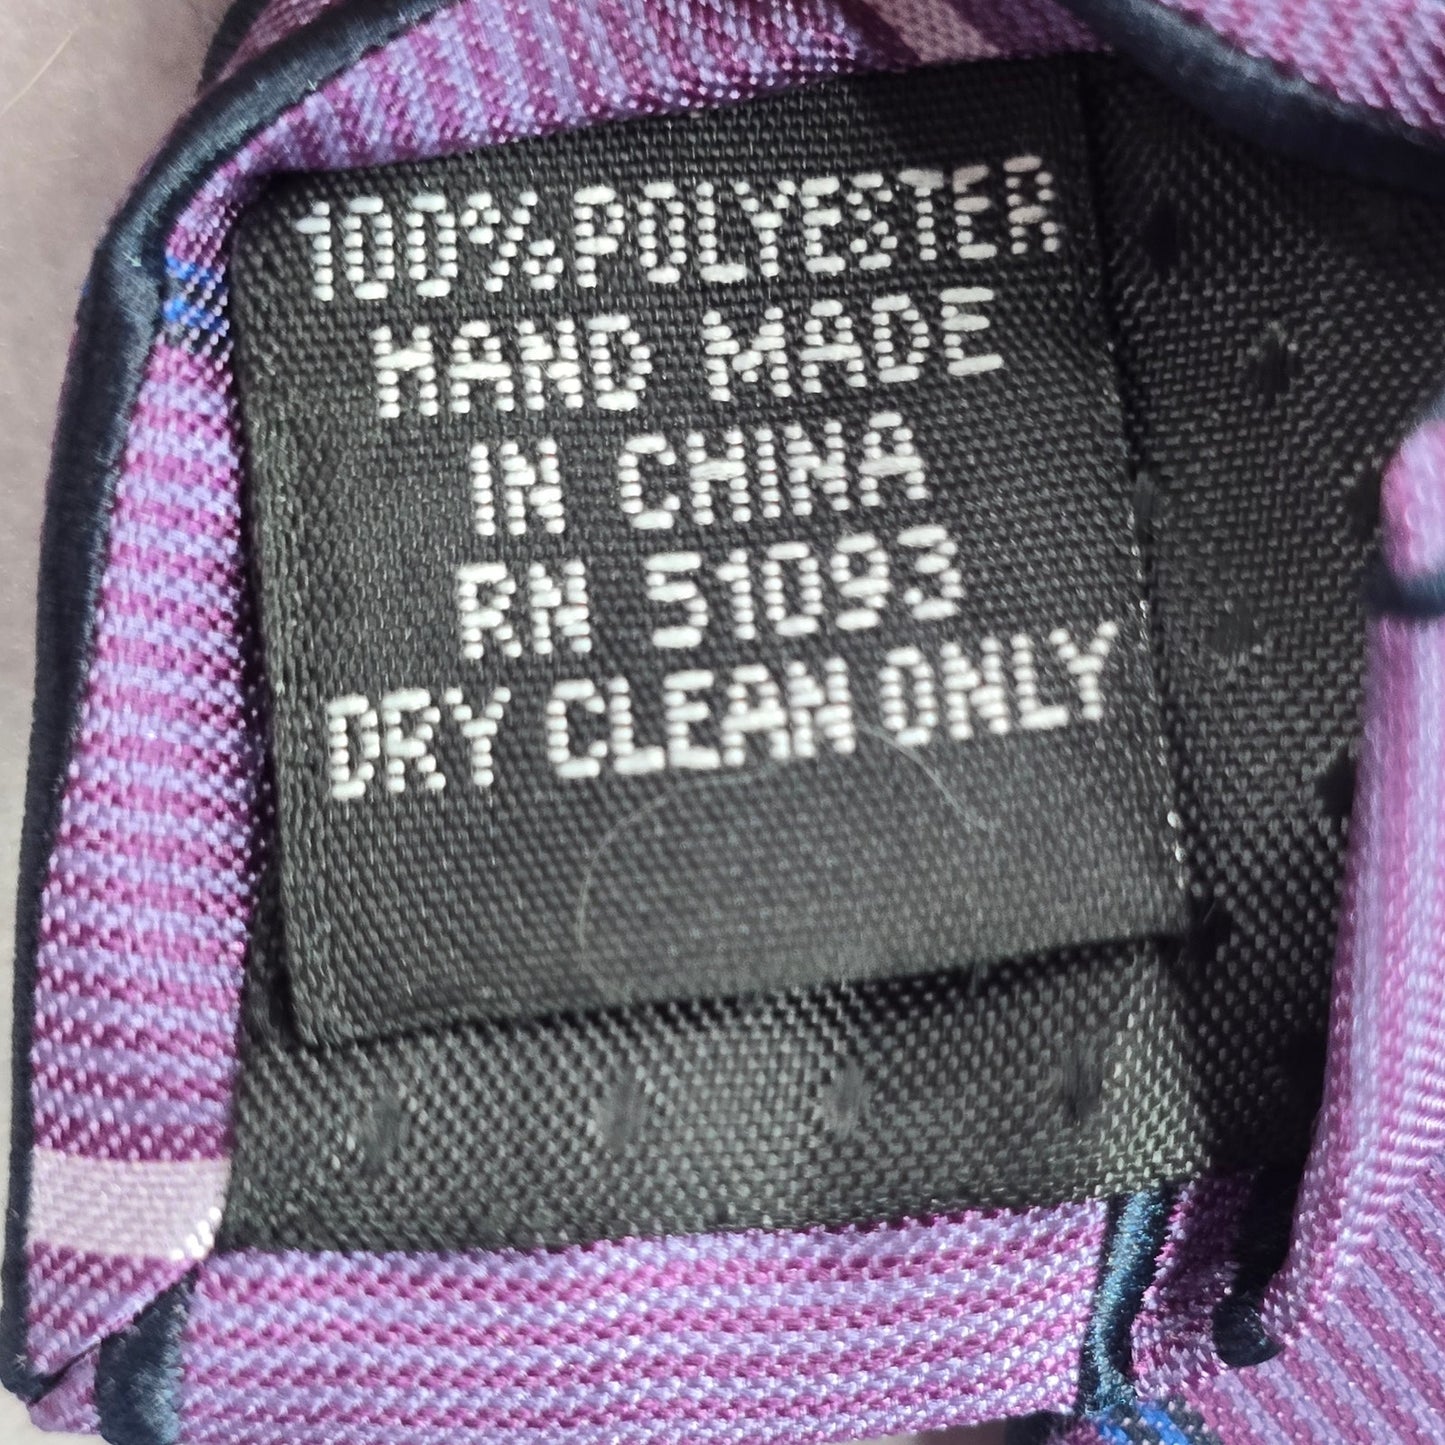 100% POLYESTER
HAND MADE
IN CHINA
RN 51093
DRY CLEAN ONLY